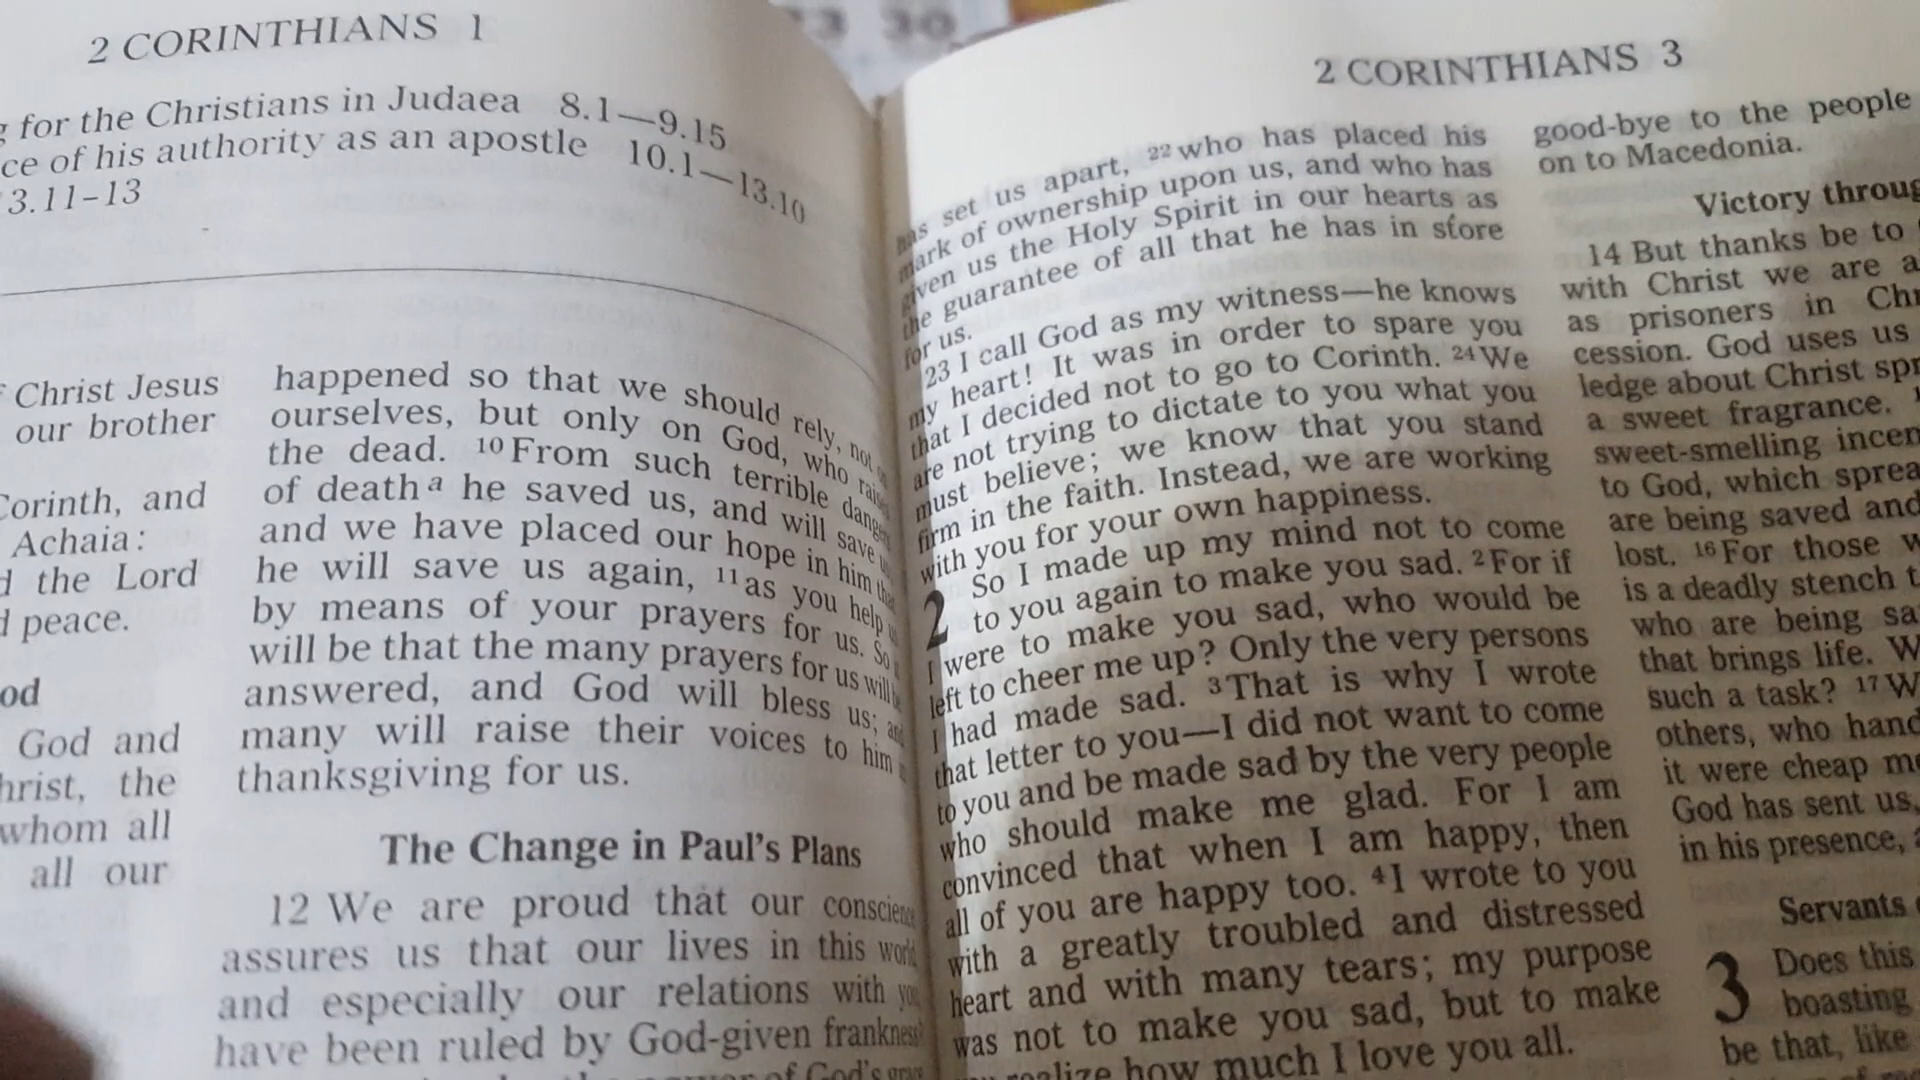 2 CORINTHIANS 1
for the Christians in Judaea 8.1—9.15
ce of his authority as an apostle 10.1—13.10
3.11-13
Christ Jesus
our brother
Corinth, and
Achaia:
the Lord
peace.
od
God and
hrist, the
whom all
all our
happened so that we should rely, not
ourselves, but only on God, who raises
the dead. 10 From such terrible dangers
of death a he saved us, and will save us
and we have placed our hope in him that
he will save us again, 11 as you help us
by means of your prayers for us. So it
will be that the many prayers for us will be
answered, and God will bless us; and
many will raise their voices to him in
thanksgiving for us.
The Change in Paul's Plans
12 We are proud that our conscience
assures us that our lives in this world
and especially our relations with you
have been ruled by God-given frankness
of God's grace
33 30
2 CORINTHIANS 3
has set us apart, 22 who has placed his
mark of ownership upon us, and who has
given us the Holy Spirit in our hearts as
the guarantee of all that he has in store
for us.
23 I call God as my witness—he knows
my heart! It was in order to spare you
that I decided not to go to Corinth. 24 We
are not trying to dictate to you what you
must believe; we know that you stand
firm in the faith. Instead, we are working
with you for your own happiness.
2 So I made up my mind not to come
to you again to make you sad. 2 For if
I were to make you sad, who would be
left to cheer me up? Only the very persons
I had made sad. 3 That is why I wrote
that letter to you—I did not want to come
to you and be made sad by the very people
who should make me glad. For I am
convinced that when I am happy, then
all of you are happy too. 4 I wrote to you
with a greatly troubled and distressed
heart and with many tears; my purpose
was not to make you sad, but to make
realize how much I love you all.
good-bye to the people
on to Macedonia.
Victory throug
14 But thanks be to
with Christ we are a
as prisoners in Chr
cession. God uses us
ledge about Christ spr
a sweet fragrance.
sweet-smelling incen
to God, which sprea
are being saved and
lost. 16 For those w
is a deadly stench t
who are being sa
that brings life. W
such a task? 17 W
others, who hand
it were cheap me
God has sent us,
in his presence, a
Servants
3 Does this
boasting
be that, like